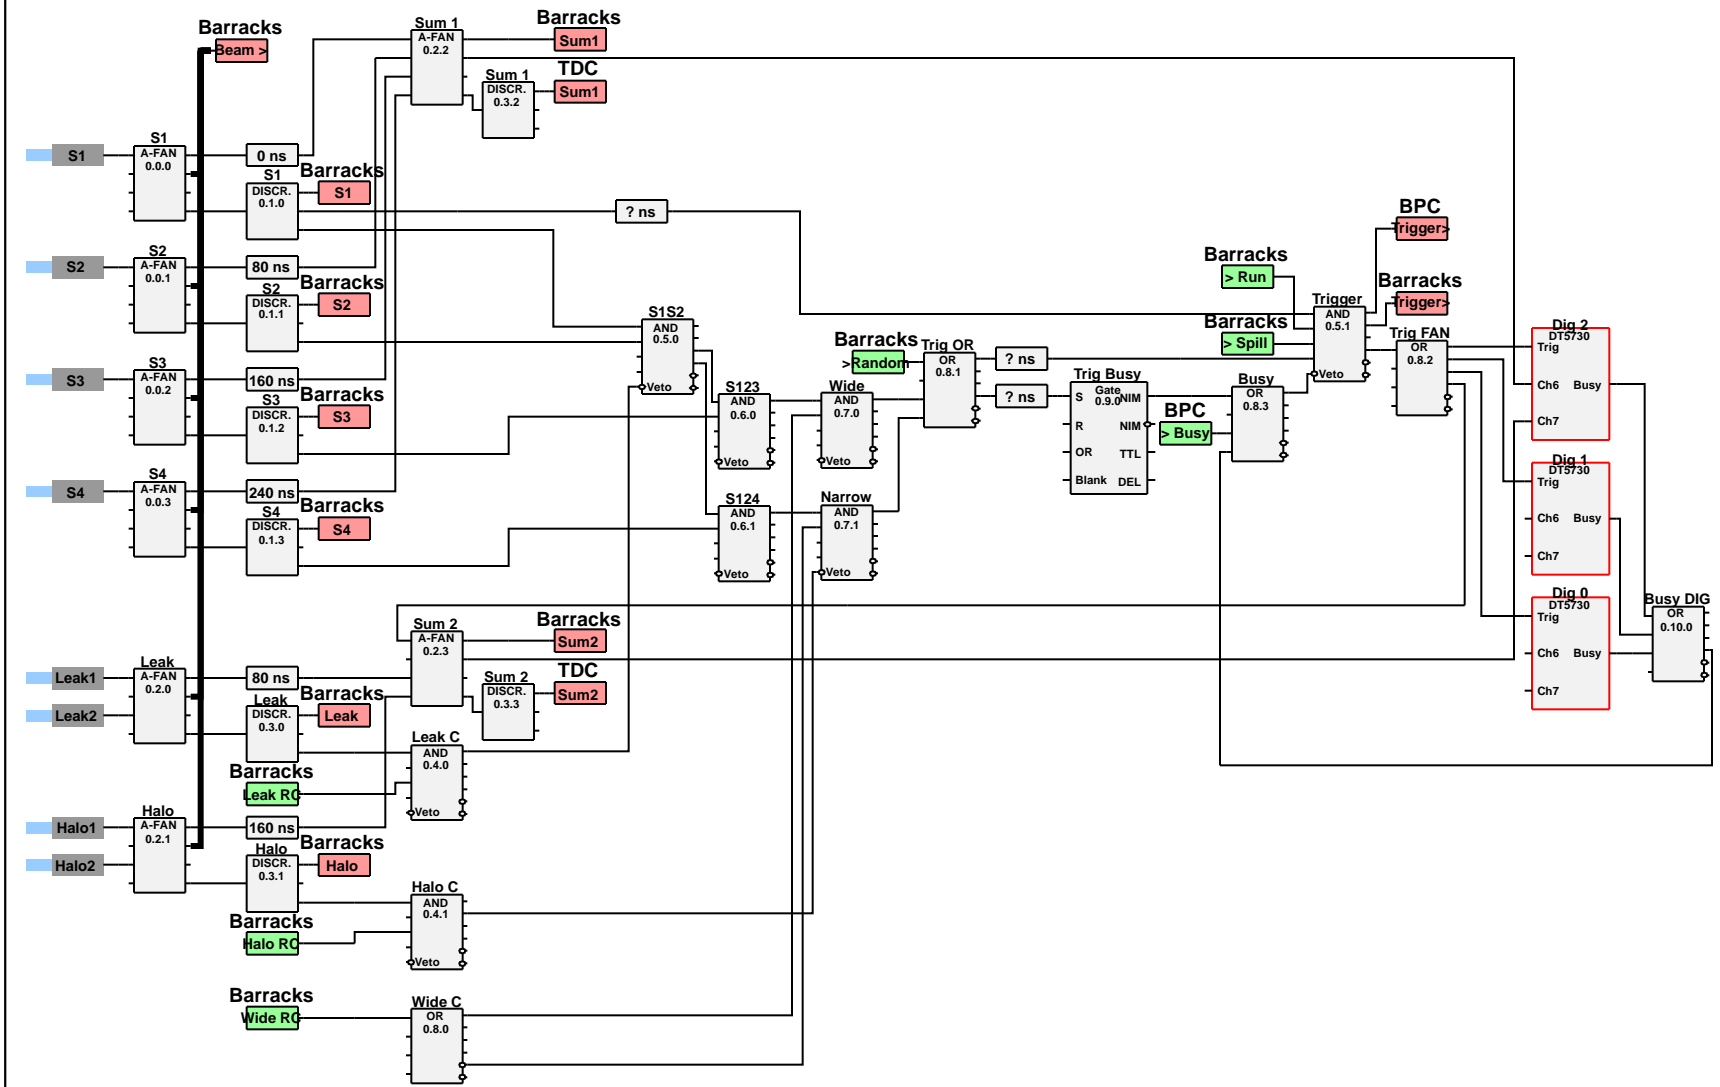 Barracks
Beam >
Sum 1
A-FAN
0.2.2
Barracks
Sum1
Sum 1
DISCR.
0.3.2
TDC
Sum1
S1
S1
A-FAN
0.0.0
0 ns
S1
DISCR.
0.1.0
Barracks
S1
? ns
S2
S2
A-FAN
0.0.1
80 ns
S2
DISCR.
0.1.1
Barracks
S2
S3
S3
A-FAN
0.0.2
160 ns
S3
DISCR.
0.1.2
Barracks
S3
S4
S4
A-FAN
0.0.3
240 ns
S4
DISCR.
0.1.3
Barracks
S4
S1S2
AND
0.5.0
Veto
S123
AND
0.6.0
Veto
S124
AND
0.6.1
Veto
Wide
AND
0.7.0
Veto
Narrow
AND
0.7.1
Veto
Barracks
>Random
Trig OR
OR
0.8.1
? ns
? ns
Trig Busy
Gate
0.9.0
S
NIM
R
NIM
OR
TTL
Blank
DEL
BPC
> Busy
Busy
OR
0.8.3
Barracks
> Run
Barracks
> Spill
Trigger
AND
0.5.1
Veto
BPC
Trigger>
Barracks
Trigger>
Trig FAN
OR
0.8.2
Dig 2
DT5730
Trig
Ch6
Busy
Ch7
Dig 1
DT5730
Trig
Ch6
Busy
Ch7
Dig 0
DT5730
Trig
Ch6
Busy
Ch7
Busy DIG
OR
0.10.0
Leak1
Leak2
Leak
A-FAN
0.2.0
80 ns
Leak
DISCR.
0.3.0
Barracks
Leak
Barracks
Leak RC
Sum 2
A-FAN
0.2.3
Barracks
Sum2
Sum 2
DISCR.
0.3.3
TDC
Sum2
Leak C
AND
0.4.0
Veto
Halo1
Halo2
Halo
A-FAN
0.2.1
160 ns
Halo
DISCR.
0.3.1
Barracks
Halo
Barracks
Halo RC
Halo C
AND
0.4.1
Veto
Barracks
Wide RC
Wide C
OR
0.8.0